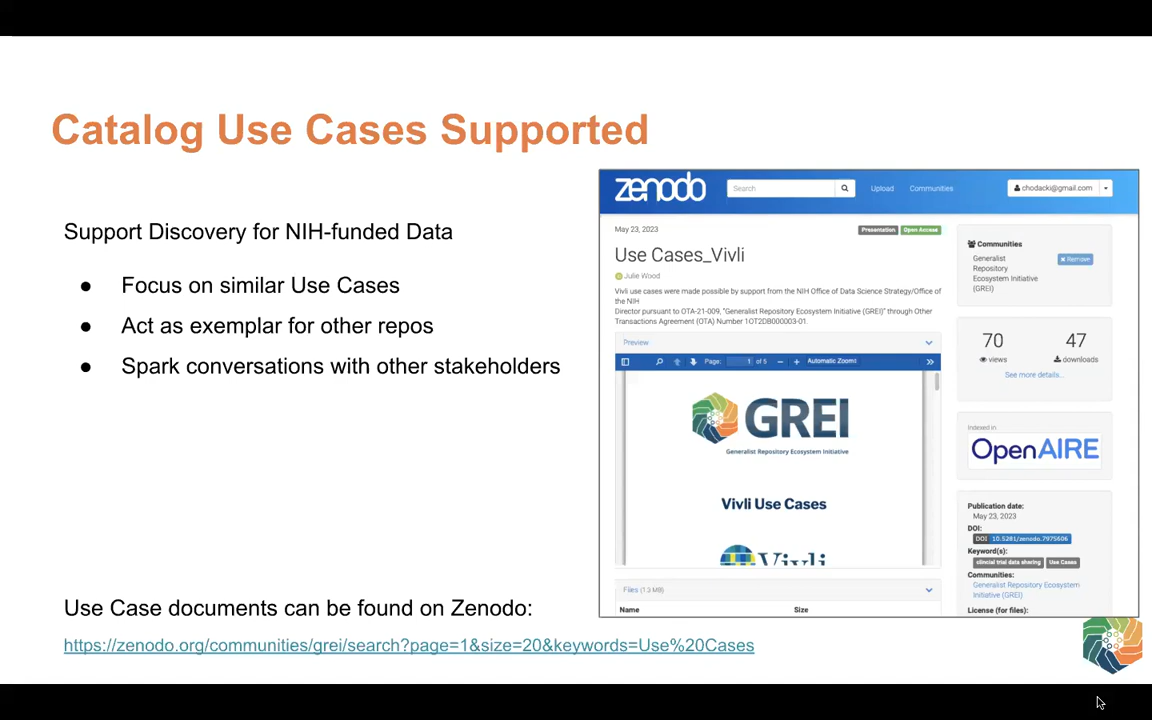 Catalog Use Cases Supported
Support Discovery for NIH-funded Data
● Focus on similar Use Cases
● Act as exemplar for other repos
● Spark conversations with other stakeholders
Use Case documents can be found on Zenodo:
https://zenodo.org/communities/grei/search?page=1&size=20&keywords=Use%20Cases
zenodo
Search
Upload
Communities
chodacki@gmail.com
May 23, 2023
Presentation
Open Access
Use Cases_Vivli
Julie Wood
Vivli use cases were made possible by support from the NIH Office of Data Science Strategy/Office of
the NIH
Director pursuant to OTA-21-009, "Generalist Repository Ecosystem Initiative (GREI)" through Other
Transactions Agreement (OTA) Number 1OT2DB000003-01.
Preview
Page: 1 of 5 − + Automatic Zoom
GREI
Generalist Repository Ecosystem Initiative
Vivli Use Cases
Vivli
Files (1.3 MB)
Name Size
Communities
Generalist
Repository
Ecosystem Initiative
(GREI)
Remove
70 47
views downloads
See more details...
Indexed in
OpenAIRE
Publication date:
May 23, 2023
DOI:
DOI 10.5281/zenodo.7975606
Keyword(s):
clincial trial data sharing Use Cases
Communities:
Generalist Repository Ecosystem
Initiative (GREI)
License (for files):